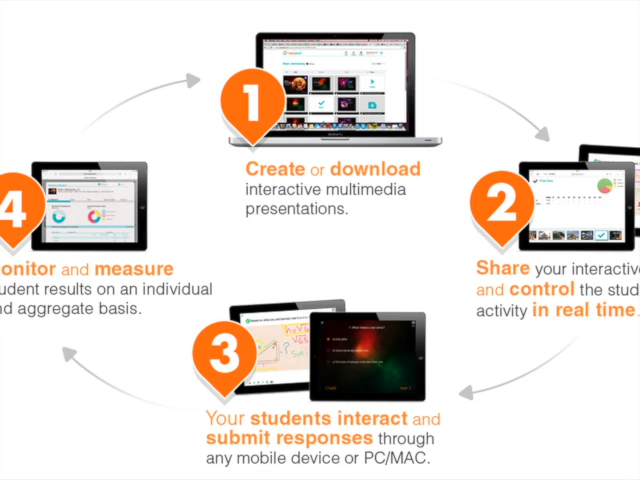 1
Create or download
interactive multimedia
presentations.
2
Share your interactive
and control the stud
activity in real time.
3
Your students interact and
submit responses through
any mobile device or PC/MAC.
4
onitor and measure
tudent results on an individual
nd aggregate basis.